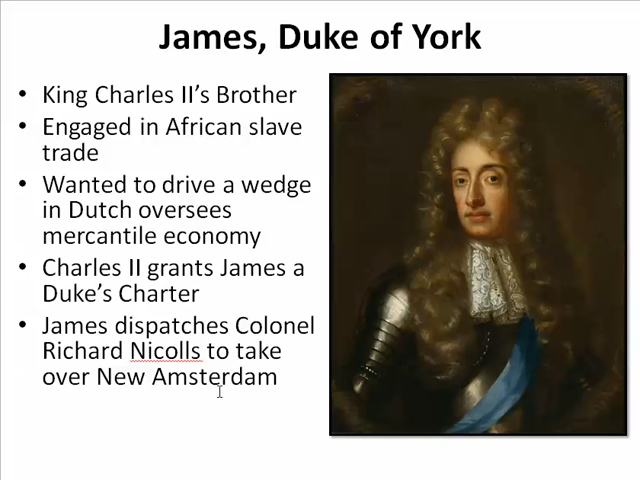 James, Duke of York
• King Charles II’s Brother
• Engaged in African slave
trade
• Wanted to drive a wedge
in Dutch oversees
mercantile economy
• Charles II grants James a
Duke’s Charter
• James dispatches Colonel
Richard Nicolls to take
over New Amsterdam